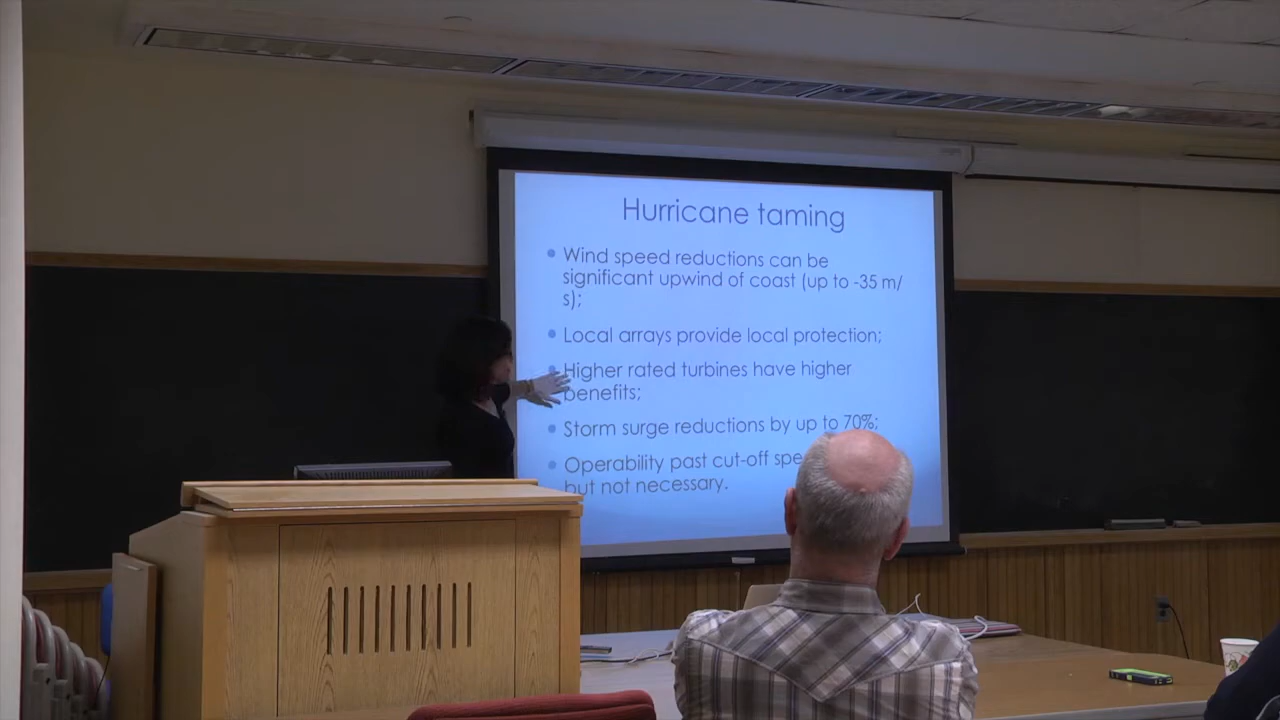 Hurricane taming
• Wind speed reductions can be
significant upwind of coast (up to -35 m/
s);
• Local arrays provide local protection;
• Higher rated turbines have higher
benefits;
• Storm surge reductions by up to 70%;
• Operability past cut-off
but not necessary.